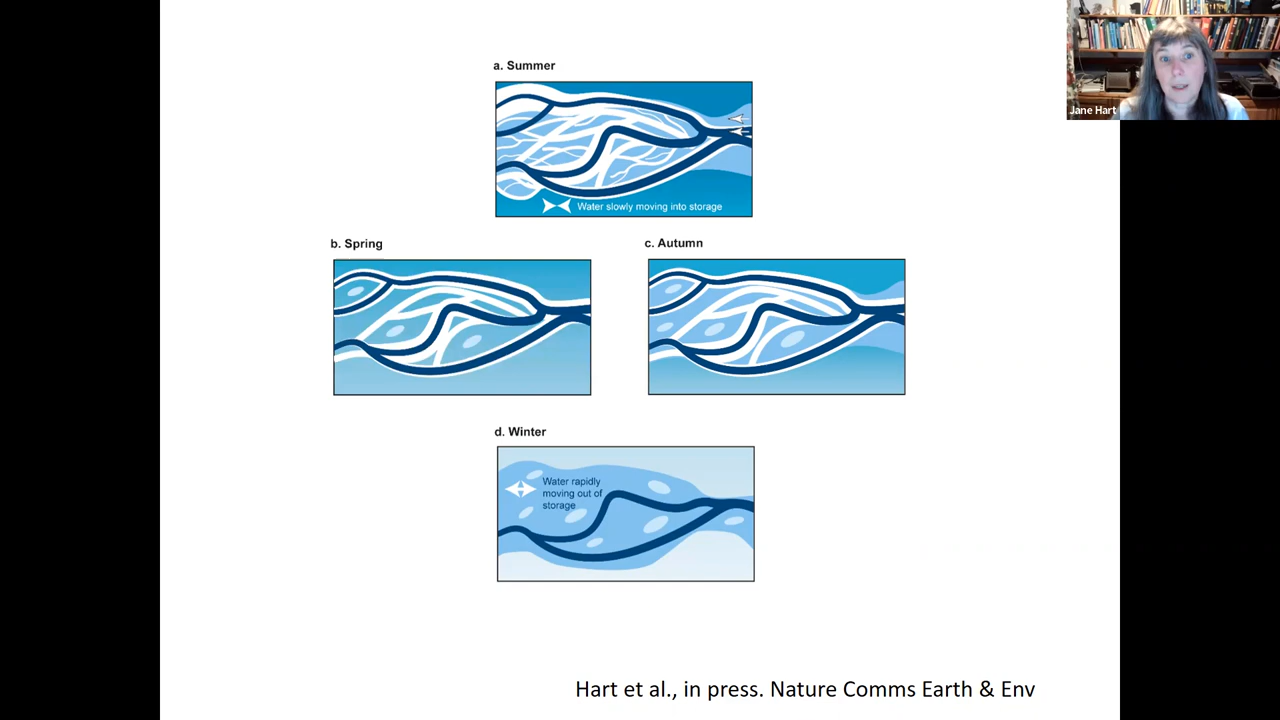 a. Summer
Jane Hart
Water slowly moving into storage
b. Spring
c. Autumn
d. Winter
Water rapidly
moving out of
storage
Hart et al., in press. Nature Comms Earth & Env